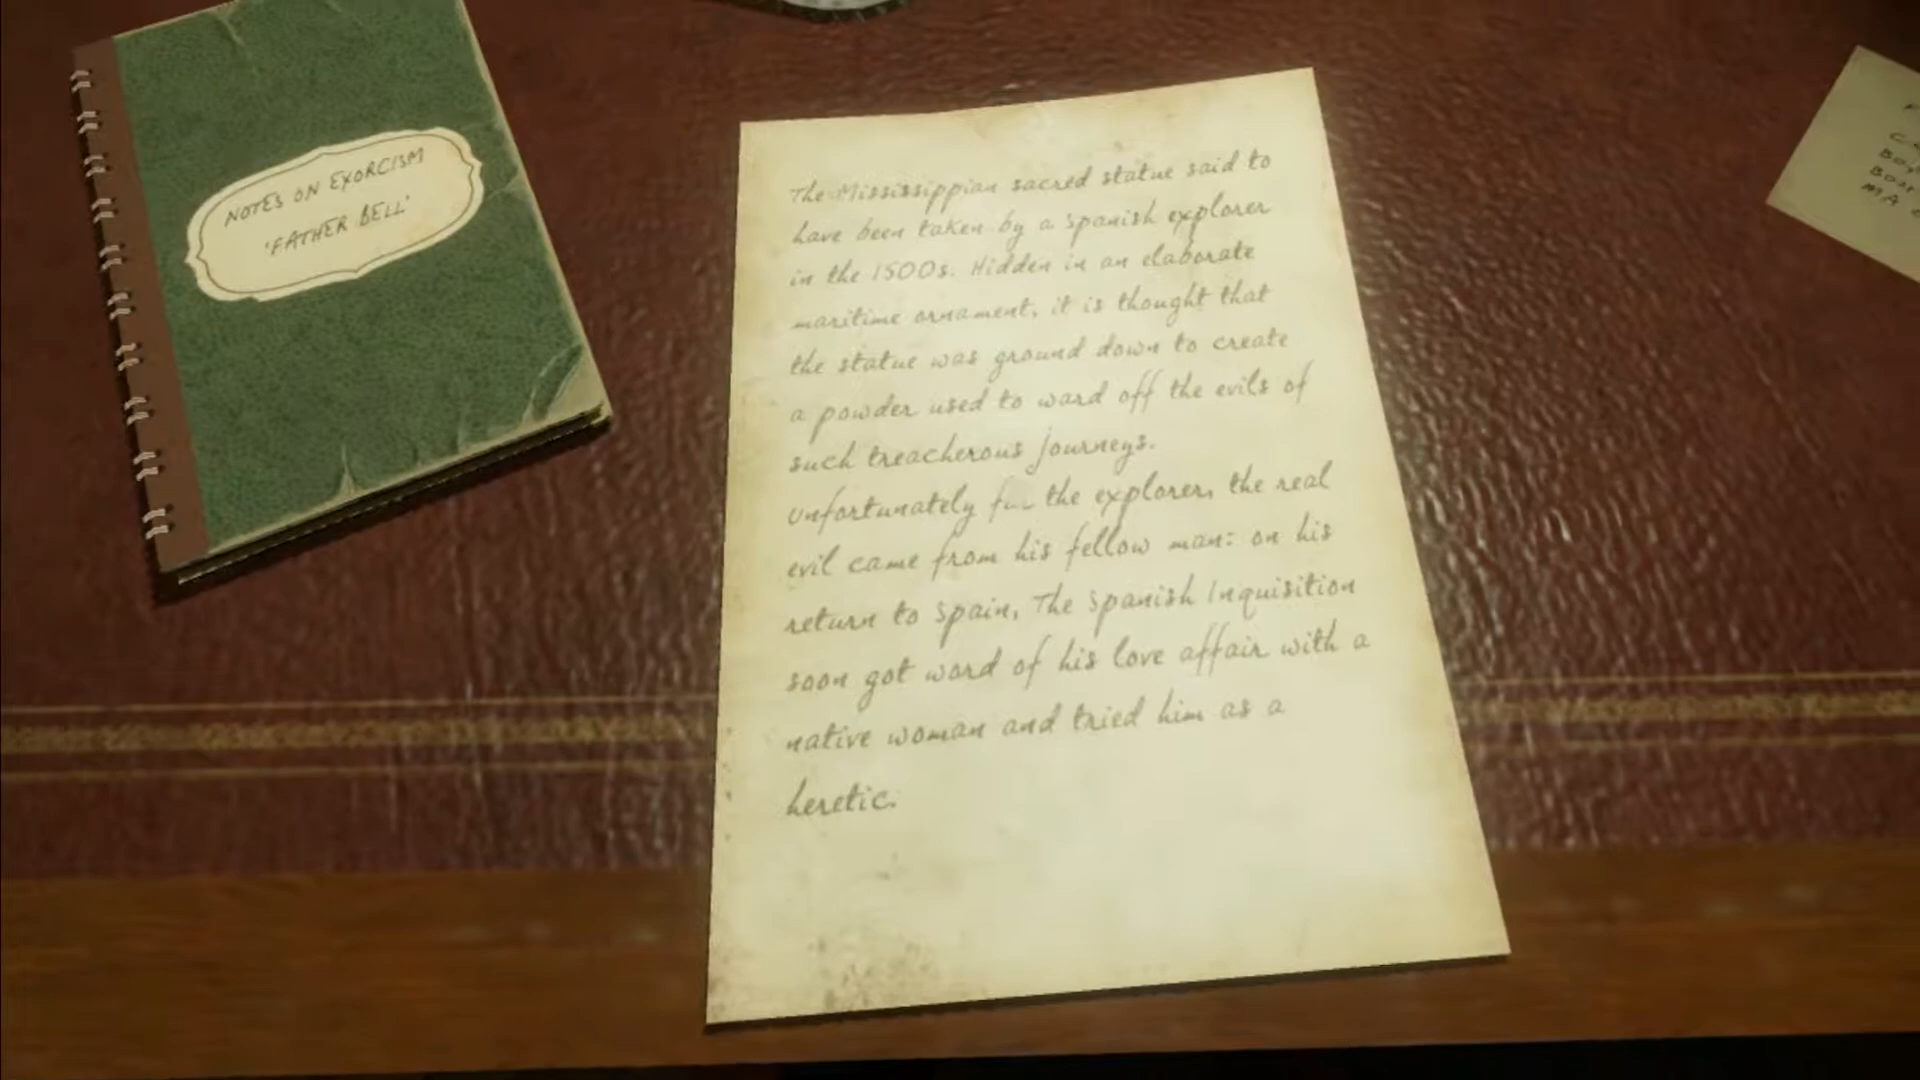 NOTES ON EXORCISM
'FATHER BELL'
The Mississippian sacred statue said to
have been taken by a Spanish explorer
in the 1500s. Hidden in an elaborate
maritime ornament, it is thought that
the statue was ground down to create
a powder used to ward off the evils of
such treacherous journeys.
Unfortunately for the explorer, the real
evil came from his fellow man: on his
return to Spain, The Spanish Inquisition
soon got word of his love affair with a
native woman and tried him as a
heretic.